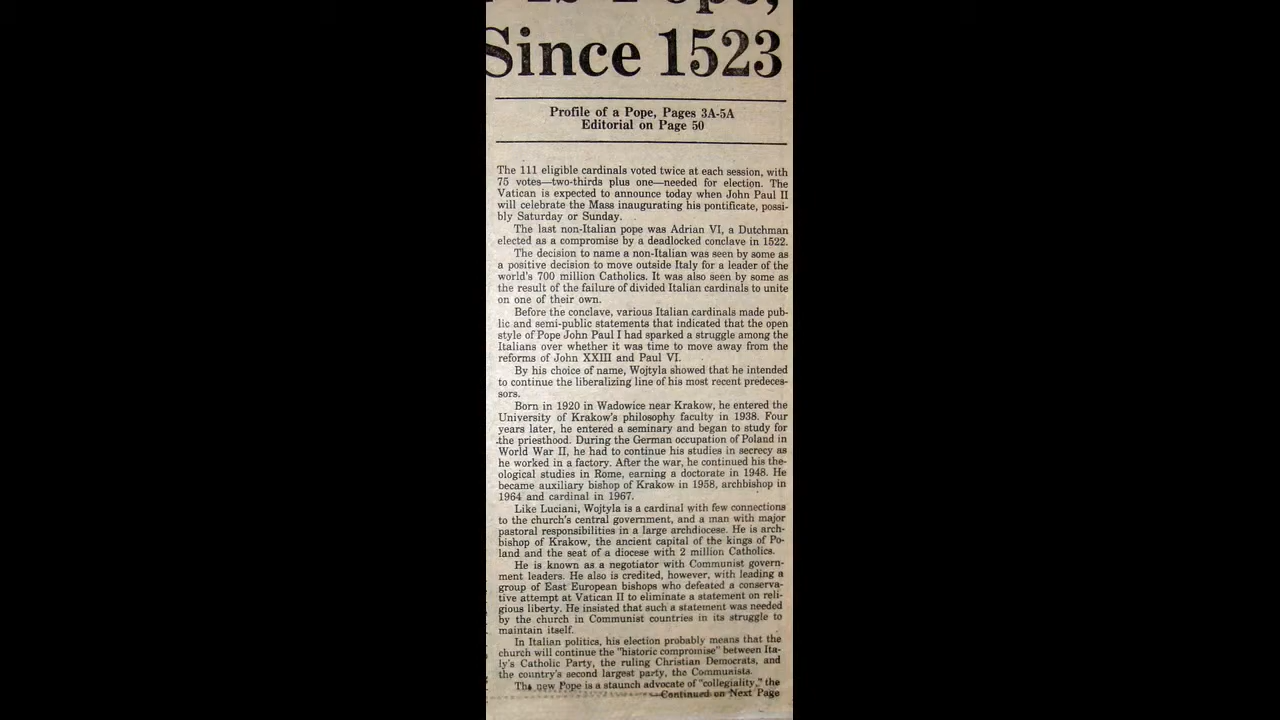 Is Pope,
Since 1523
Profile of a Pope, Pages 3A-5A
Editorial on Page 50
The 111 eligible cardinals voted twice at each session, with
75 votes—two-thirds plus one—needed for election. The
Vatican is expected to announce today when John Paul II
will celebrate the Mass inaugurating his pontificate, possi-
bly Saturday or Sunday.
The last non-Italian pope was Adrian VI, a Dutchman
elected as a compromise by a deadlocked conclave in 1522.
The decision to name a non-Italian was seen by some as
a positive decision to move outside Italy for a leader of the
world's 700 million Catholics. It was also seen by some as
the result of the failure of divided Italian cardinals to unite
on one of their own.
Before the conclave, various Italian cardinals made pub-
lic and semi-public statements that indicated that the open
style of Pope John Paul I had sparked a struggle among the
Italians over whether it was time to move away from the
reforms of John XXIII and Paul VI.
By his choice of name, Wojtyla showed that he intended
to continue the liberalizing line of his most recent predeces-
sors.
Born in 1920 in Wadowice near Krakow, he entered the
University of Krakow's philosophy faculty in 1938. Four
years later, he entered a seminary and began to study for
the priesthood. During the German occupation of Poland in
World War II, he had to continue his studies in secrecy as
he worked in a factory. After the war, he continued his the-
ological studies in Rome, earning a doctorate in 1948. He
became auxiliary bishop of Krakow in 1958, archbishop in
1964 and cardinal in 1967.
Like Luciani, Wojtyla is a cardinal with few connections
to the church's central government, and a man with major
pastoral responsibilities in a large archdiocese. He is arch-
bishop of Krakow, the ancient capital of the kings of Po-
land and the seat of a diocese with 2 million Catholics.
He is known as a negotiator with Communist govern-
ment leaders. He also is credited, however, with leading a
group of East European bishops who defeated a conserva-
tive attempt at Vatican II to eliminate a statement on reli-
gious liberty. He insisted that such a statement was needed
by the church in Communist countries in its struggle to
maintain itself.
In Italian politics, his election probably means that the
church will continue the "historic compromise" between Ita-
ly's Catholic Party, the ruling Christian Democrats, and
the country's second largest party, the Communists.
The new Pope is a staunch advocate of "collegiality," the
—Continued on Next Page